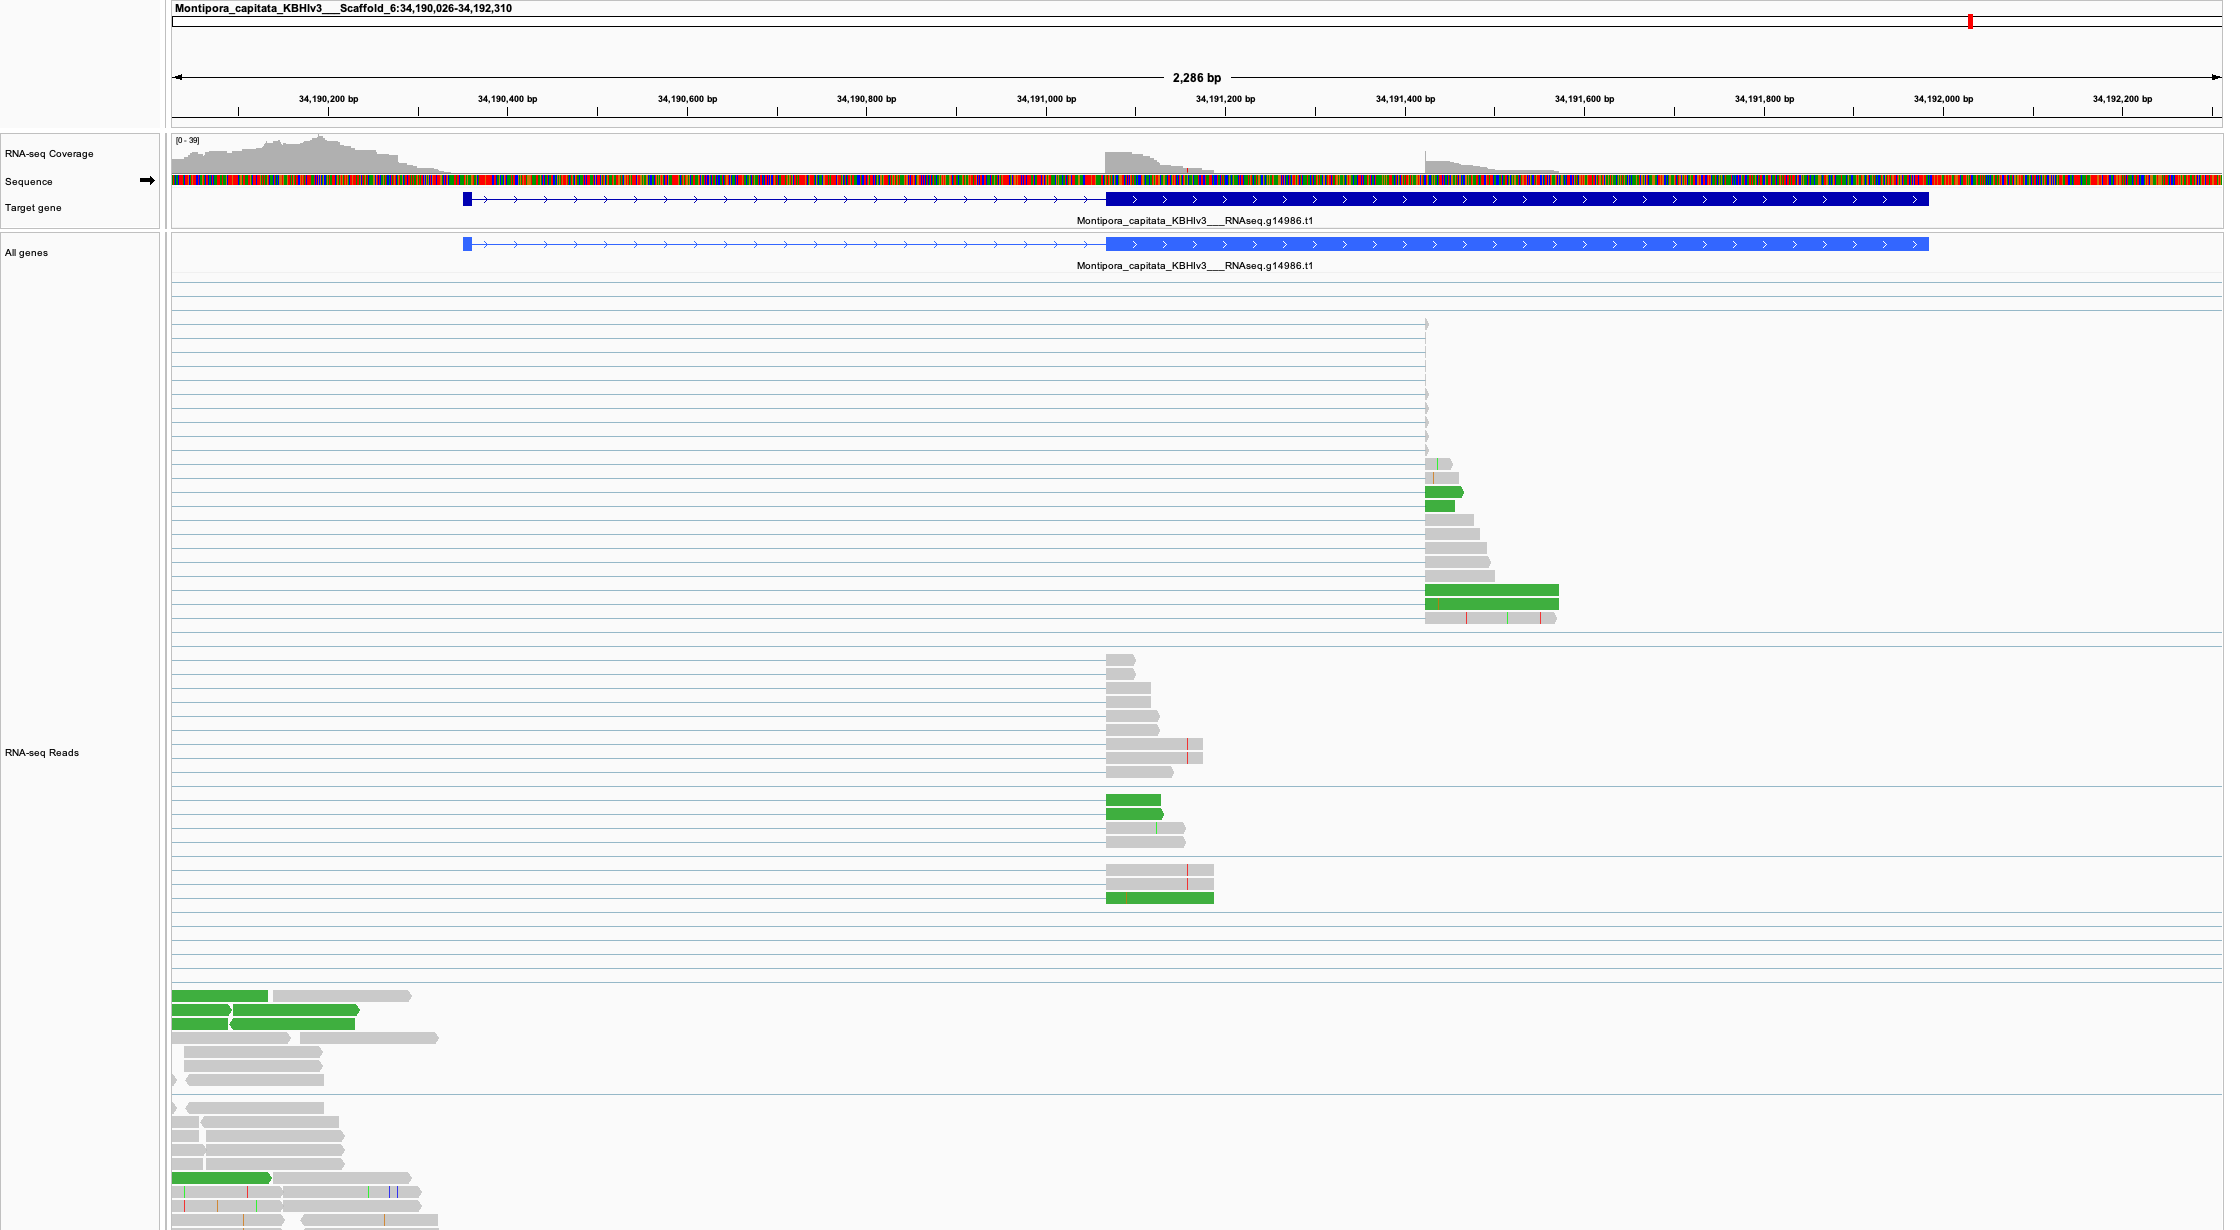 Montipora_capitata_KBHIv3___Scaffold_6:34,190,026-34,192,310
2,286 bp
34,190,200 bp 34,190,400 bp 34,190,600 bp 34,190,800 bp 34,191,000 bp 34,191,200 bp 34,191,400 bp 34,191,600 bp 34,191,800 bp 34,192,000 bp 34,192,200 bp
[0 - 39]
RNA-seq Coverage
Sequence
Target gene
Montipora_capitata_KBHIv3___RNAseq.g14986.t1
All genes
Montipora_capitata_KBHIv3___RNAseq.g14986.t1
RNA-seq Reads